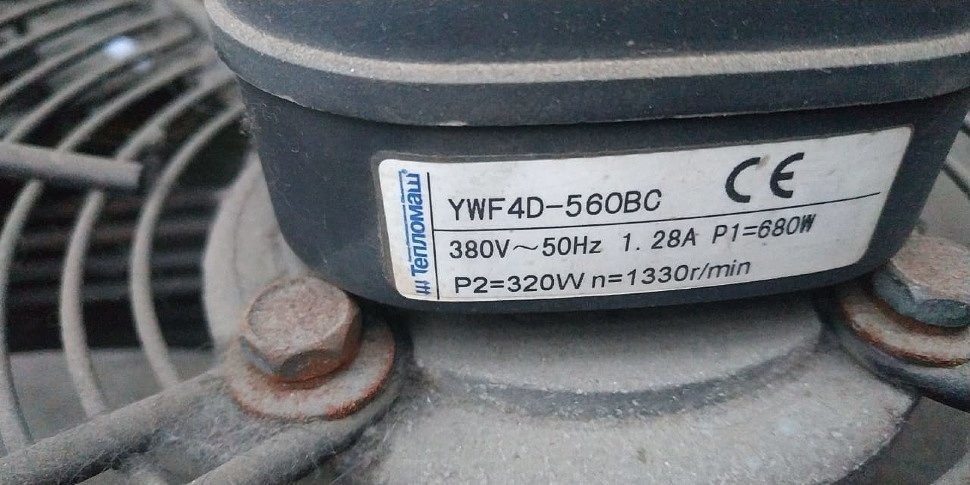 Тепломаш
YWF4D-560BC CE
380V~50Hz 1.28A P1=680W
P2=320W n=1330r/min